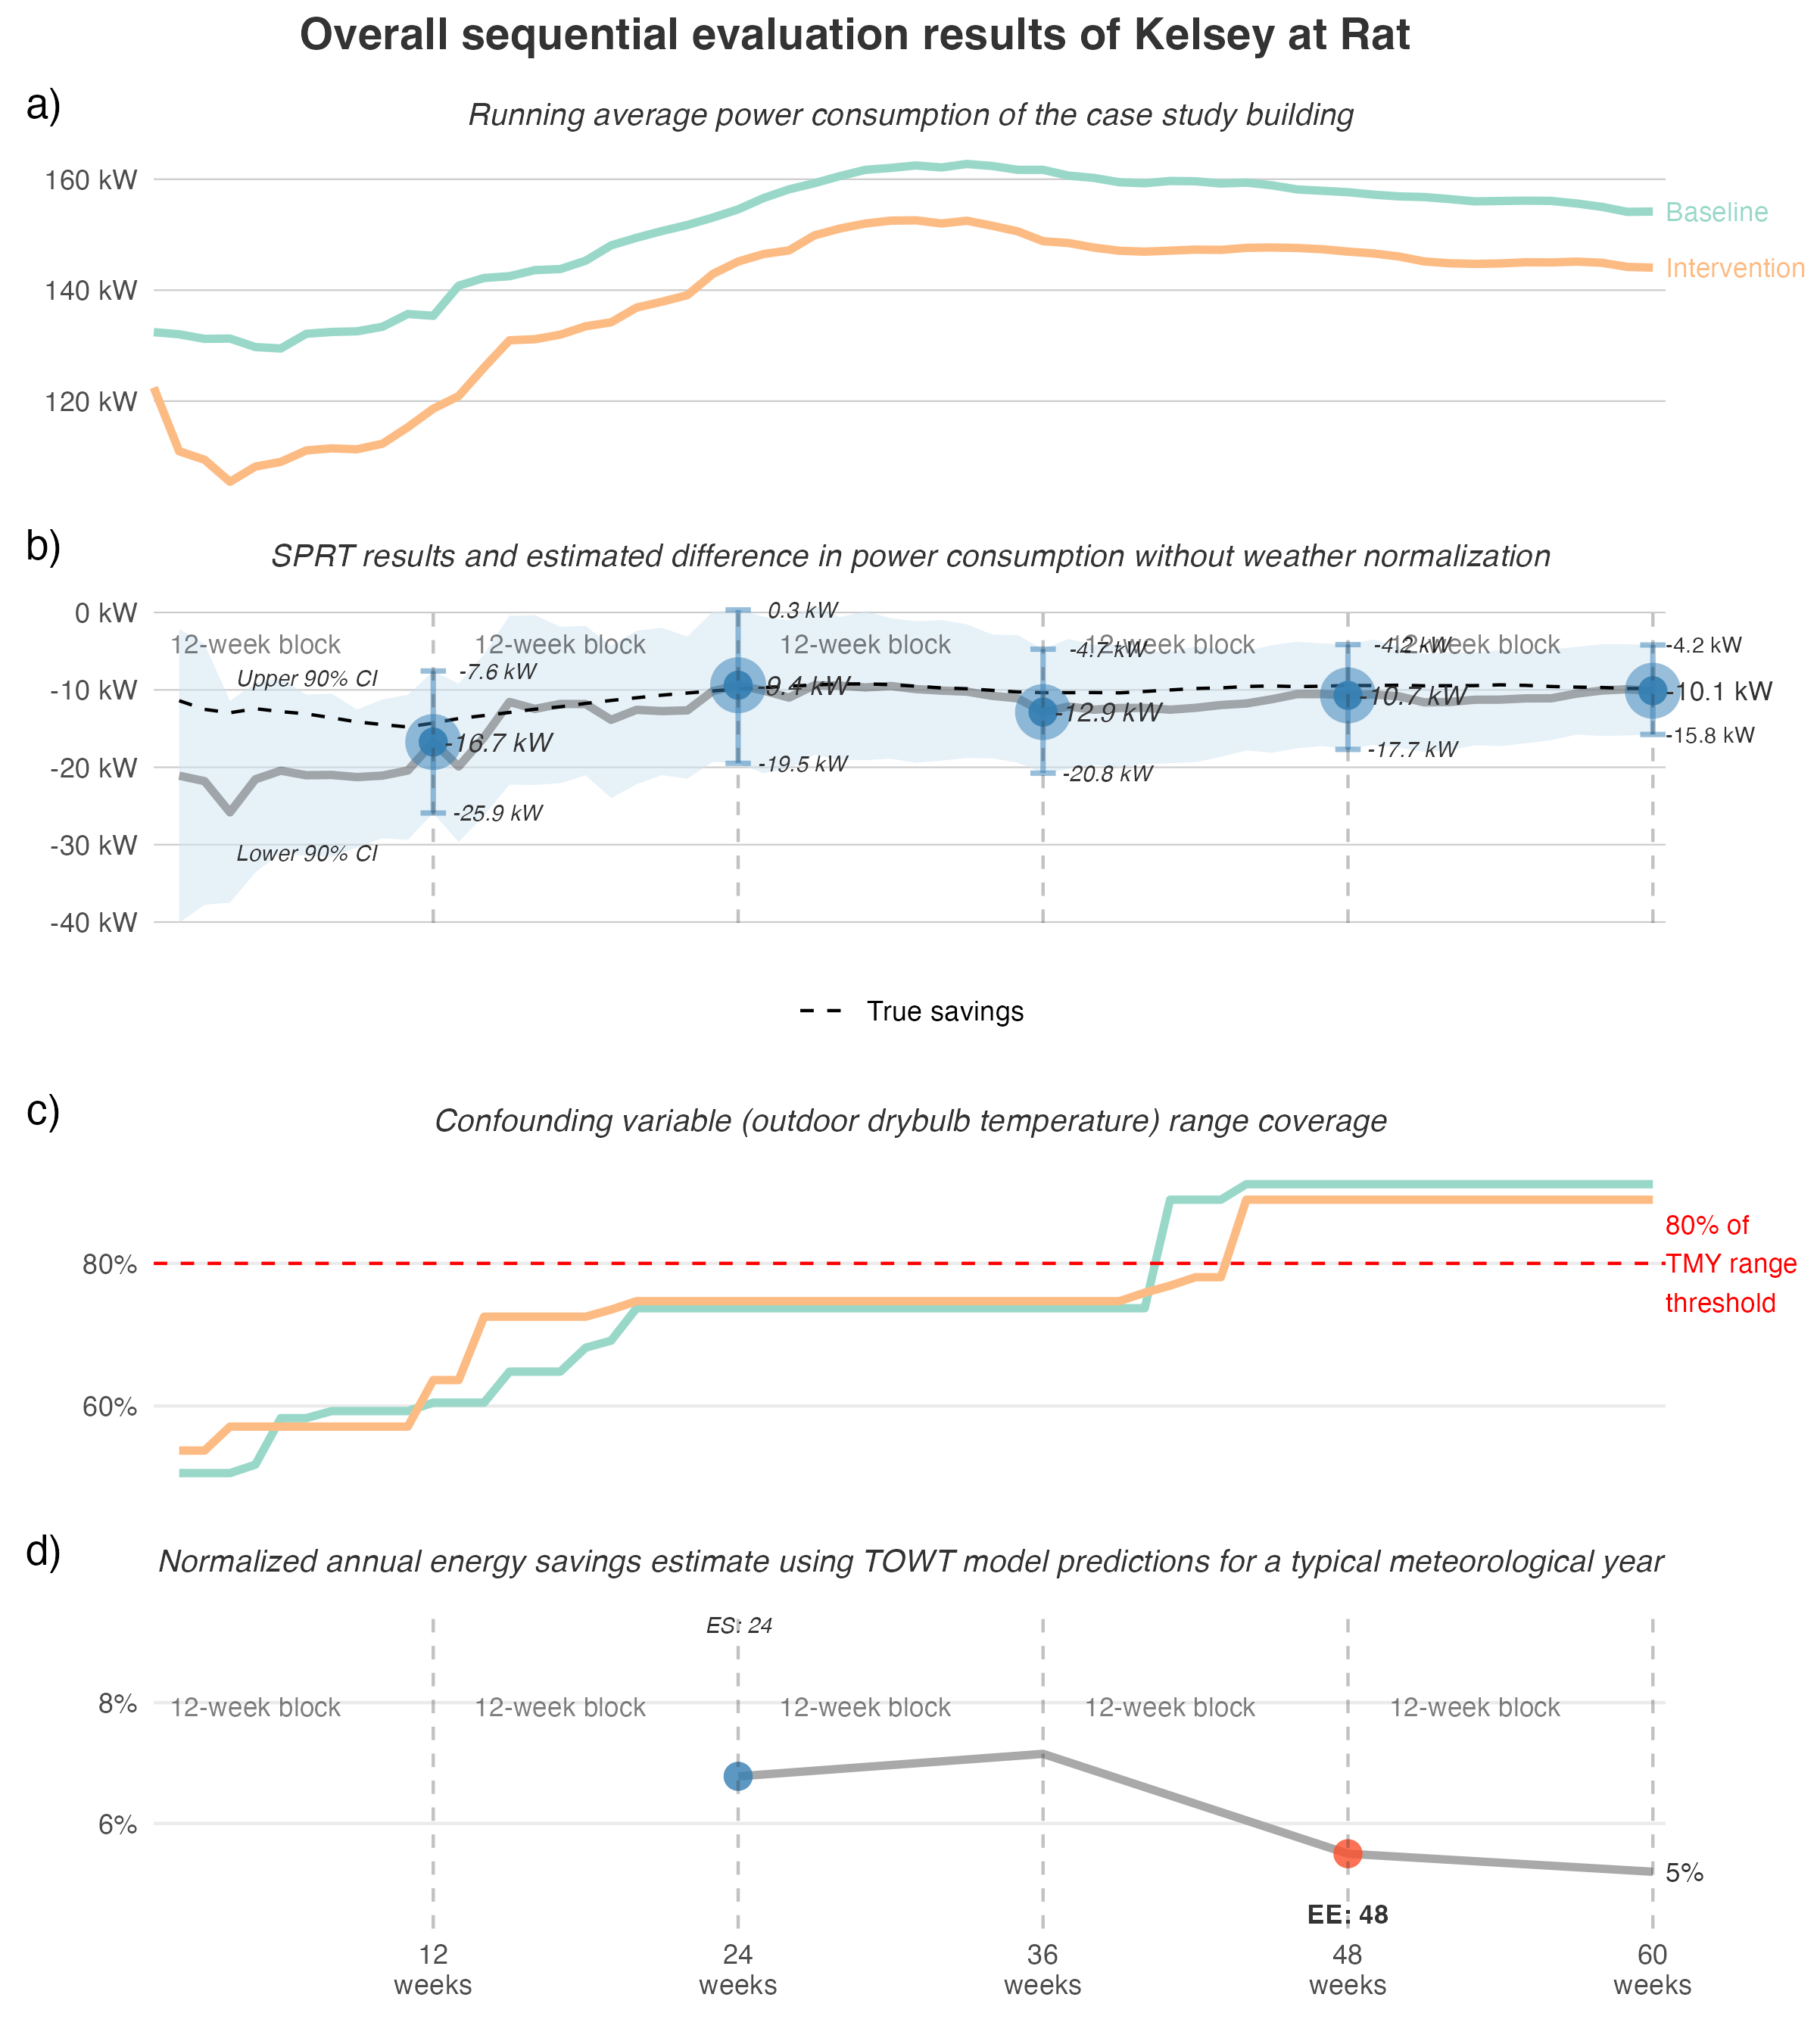 Overall sequential evaluation results of Kelsey at Rat
a)
Running average power consumption of the case study building
160 kW
140 kW
120 kW
Baseline
Intervention
b)
SPRT results and estimated difference in power consumption without weather normalization
0 kW
-10 kW
-20 kW
-30 kW
-40 kW
12-week block
12-week block
12-week block
12-week block
12-week block
Upper 90% CI
Lower 90% CI
-7.6 kW
-16.7 kW
-25.9 kW
0.3 kW
-9.4 kW
-19.5 kW
-4.7 kW
-12.9 kW
-20.8 kW
-4.2 kW
-10.7 kW
-17.7 kW
-4.2 kW
-10.1 kW
-15.8 kW
True savings
c)
Confounding variable (outdoor drybulb temperature) range coverage
80%
60%
80% of
TMY range
threshold
d)
Normalized annual energy savings estimate using TOWT model predictions for a typical meteorological year
ES: 24
8%
6%
12-week block
12-week block
12-week block
12-week block
12-week block
5%
EE: 48
12
weeks
24
weeks
36
weeks
48
weeks
60
weeks